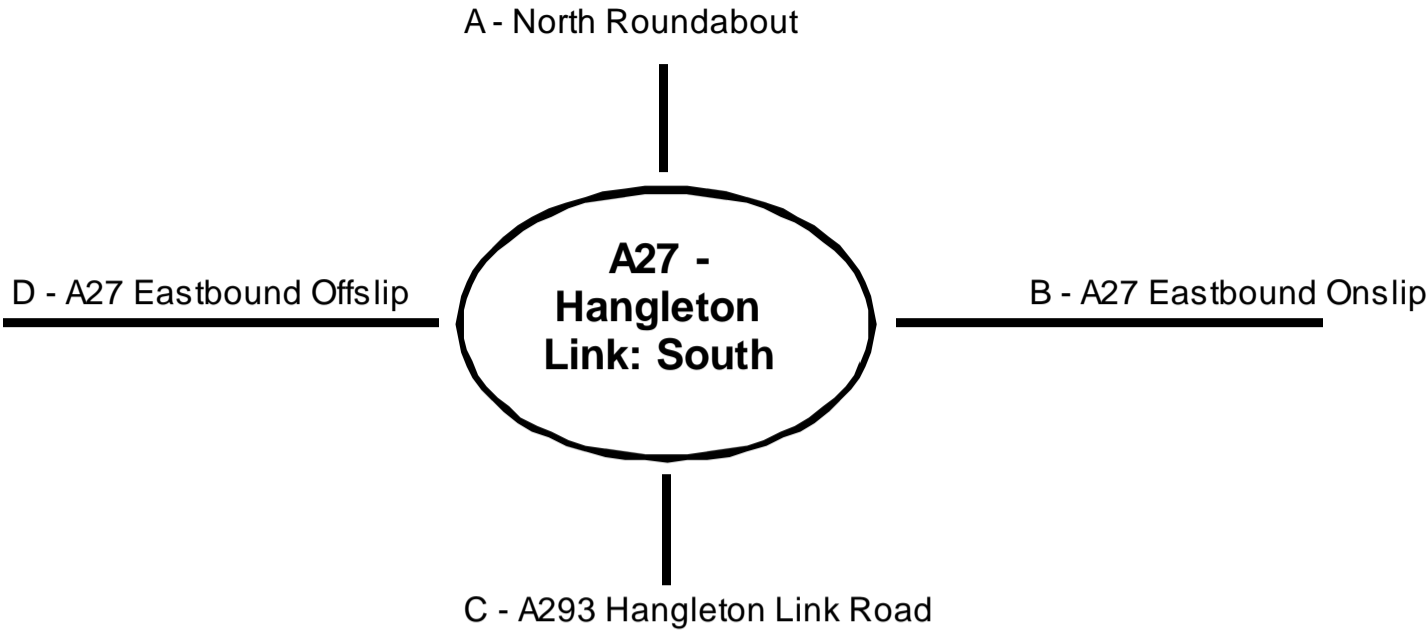 A - North Roundabout
D - A27 Eastbound Offslip
A27 -
Hangleton
Link: South
B - A27 Eastbound Onslip
C - A293 Hangleton Link Road